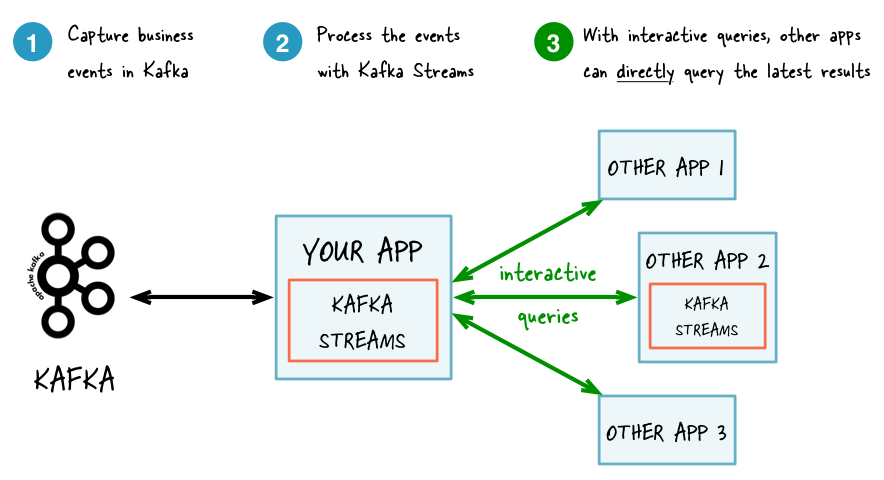 1
Capture business
events in Kafka
2
Process the events
with Kafka Streams
3
With interactive queries, other apps
can directly query the latest results
apache kafka
KAFKA
YOUR APP
KAFKA
STREAMS
interactive
queries
OTHER APP 1
OTHER APP 2
KAFKA
STREAMS
OTHER APP 3